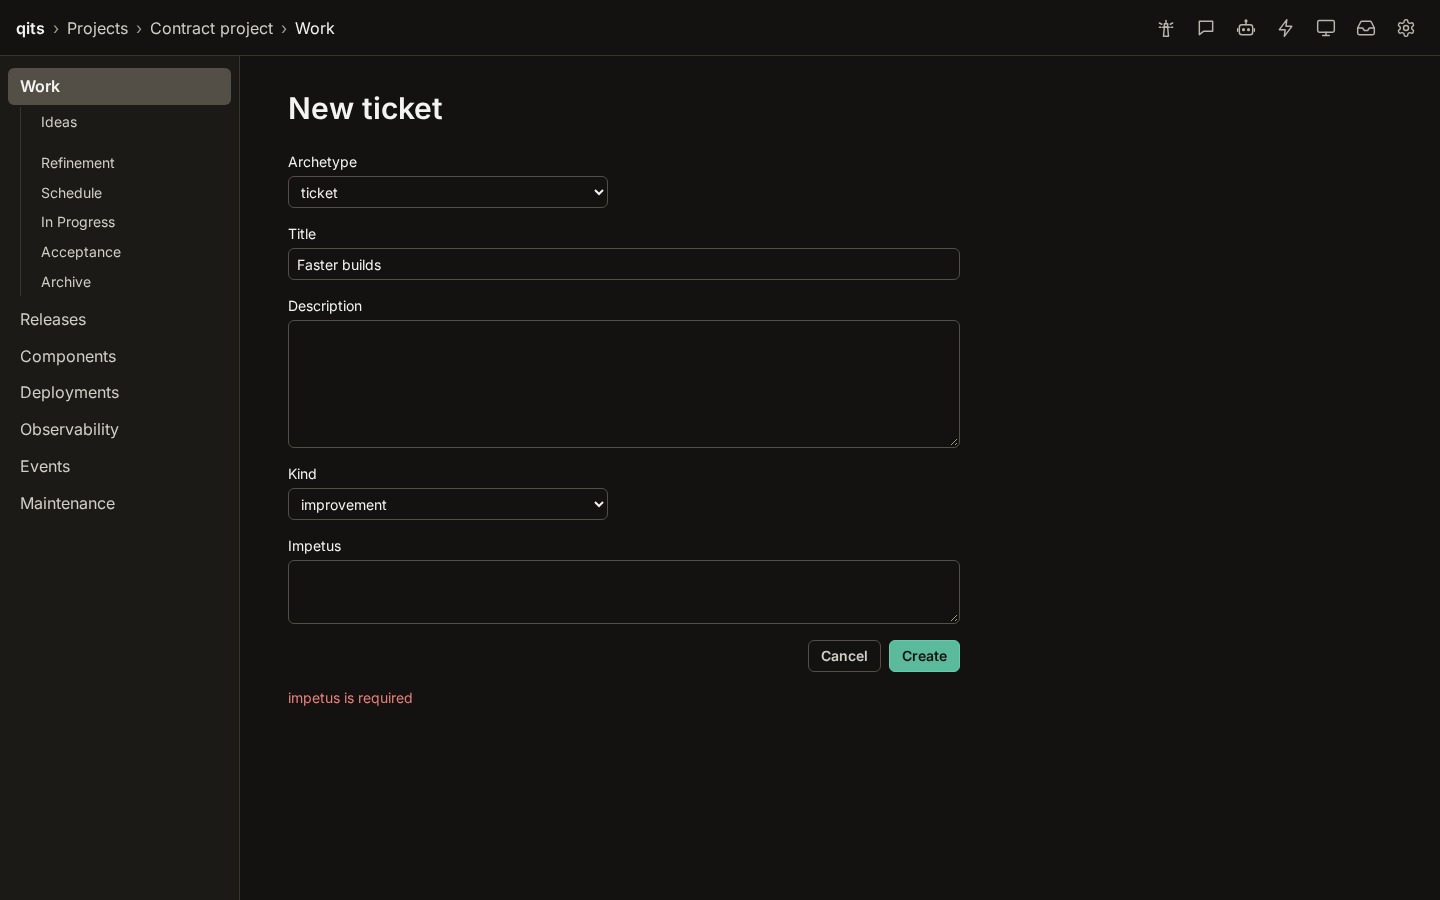 qits › Projects › Contract project › Work
Work
Ideas
Refinement
Schedule
In Progress
Acceptance
Archive
Releases
Components
Deployments
Observability
Events
Maintenance
New ticket
Archetype
ticket
Title
Faster builds
Description
Kind
improvement
Impetus
Cancel Create
impetus is required